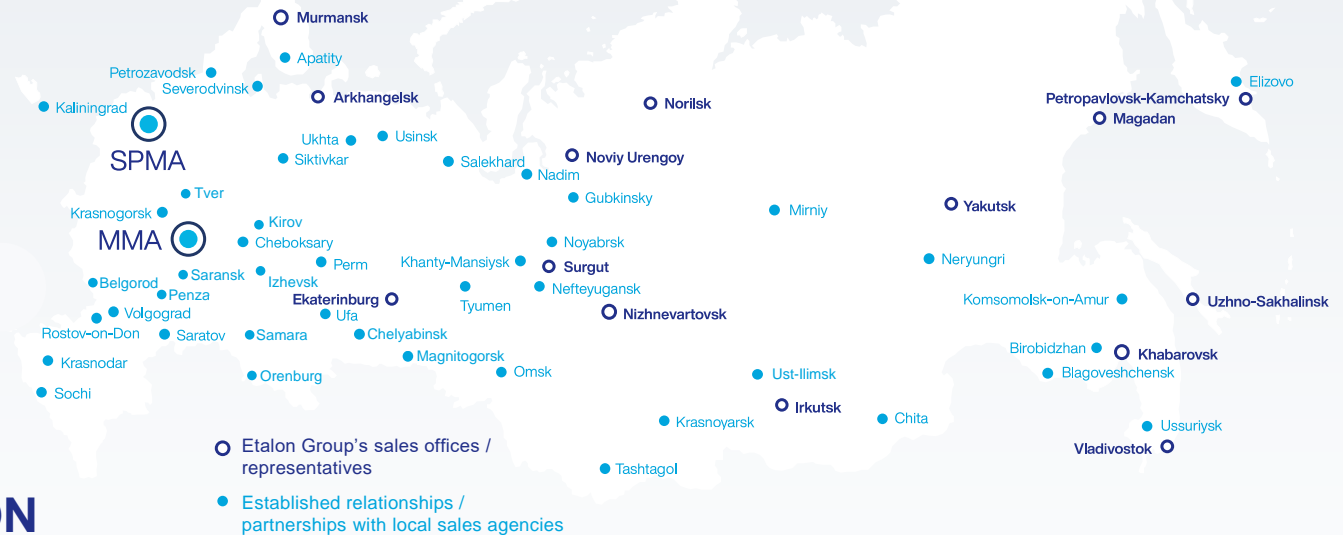 Murmansk
Apatity
Petrozavodsk
Severodvinsk
Elizovo
Kaliningrad
Arkhangelsk
Norilsk
Petropavlovsk-Kamchatsky
Magadan
SPMA
Ukhta
Usinsk
Siktivkar
Salekhard
Noviy Urengoy
Nadim
Tver
Gubkinsky
Krasnogorsk
Mirniy
Yakutsk
Kirov
MMA
Cheboksary
Noyabrsk
Perm
Khanty-Mansiysk
Surgut
Neryungri
Belgorod
Saransk
Izhevsk
Penza
Ekaterinburg
Tyumen
Nefteyugansk
Komsomolsk-on-Amur
Uzhno-Sakhalinsk
Volgograd
Ufa
Nizhnevartovsk
Rostov-on-Don
Saratov
Samara
Chelyabinsk
Birobidzhan
Khabarovsk
Krasnodar
Magnitogorsk
Orenburg
Omsk
Ust-Ilimsk
Blagoveshchensk
Sochi
Irkutsk
Krasnoyarsk
Chita
Ussuriysk
Vladivostok
Etalon Group's sales offices /
representatives
Tashtagol
Established relationships /
partnerships with local sales agencies
ON